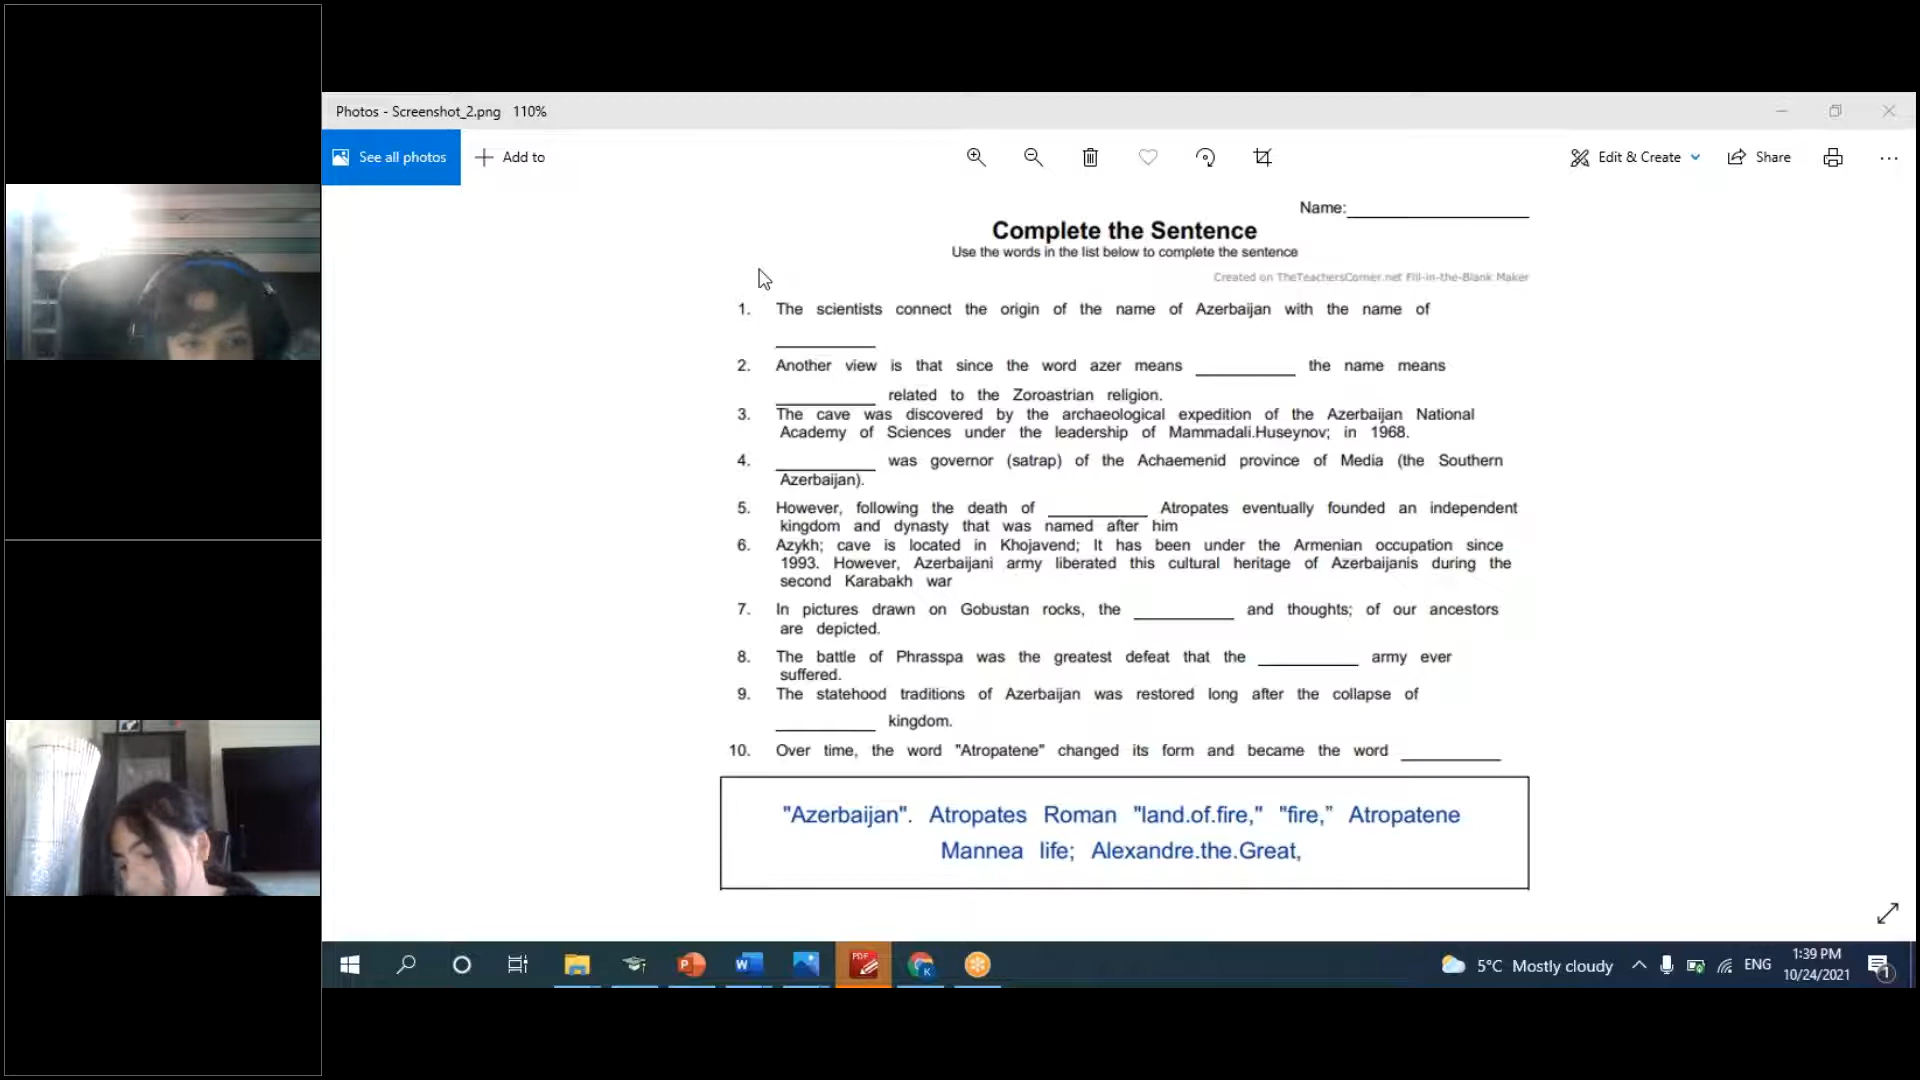 Photos - Screenshot_2.png 110%
See all photos
Add to
Edit & Create
Share
Name:
Complete the Sentence
Use the words in the list below to complete the sentence
Created on TheTeachersCorner.net Fill-in-the-Blank Maker
1. The scientists connect the origin of the name of Azerbaijan with the name of
__________
2. Another view is that since the word azer means __________ the name means
__________ related to the Zoroastrian religion.
3. The cave was discovered by the archaeological expedition of the Azerbaijan National
Academy of Sciences under the leadership of Mammadali.Huseynov; in 1968.
4. __________ was governor (satrap) of the Achaemenid province of Media (the Southern
Azerbaijan).
5. However, following the death of __________ Atropates eventually founded an independent
kingdom and dynasty that was named after him
6. Azykh; cave is located in Khojavend; It has been under the Armenian occupation since
1993. However, Azerbaijani army liberated this cultural heritage of Azerbaijanis during the
second Karabakh war
7. In pictures drawn on Gobustan rocks, the __________ and thoughts; of our ancestors
are depicted.
8. The battle of Phrasspa was the greatest defeat that the __________ army ever
suffered.
9. The statehood traditions of Azerbaijan was restored long after the collapse of
__________ kingdom.
10. Over time, the word "Atropatene" changed its form and became the word __________
"Azerbaijan". Atropates Roman "land.of.fire," "fire,” Atropatene
Mannea life; Alexandre.the.Great,
5°C Mostly cloudy
ENG
1:39 PM
10/24/2021